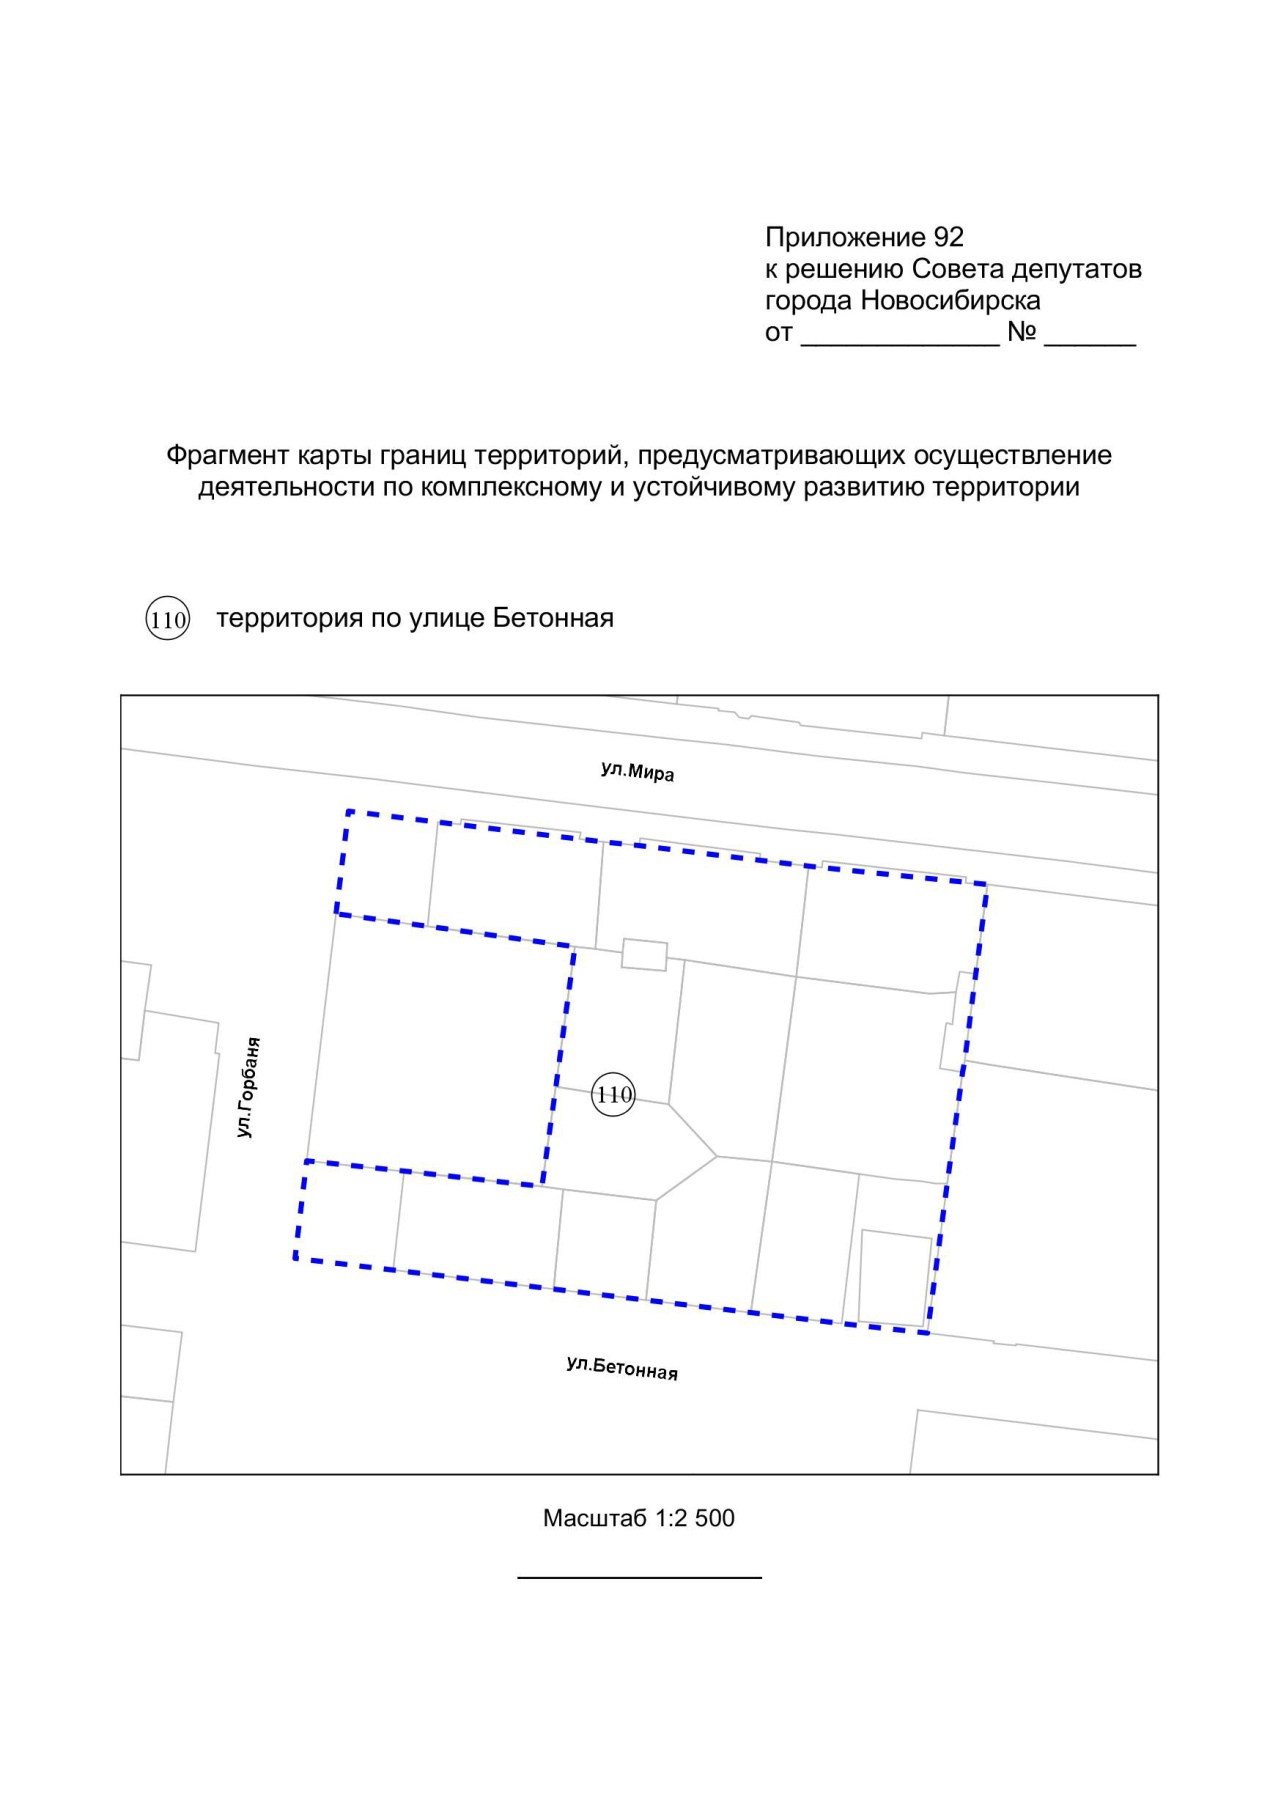 Приложение 92
к решению Совета депутатов
города Новосибирска
от _____________ № ______
Фрагмент карты границ территорий, предусматривающих осуществление
деятельности по комплексному и устойчивому развитию территории
110 территория по улице Бетонная
ул.Мира
ул.Горбаня
110
ул.Бетонная
Масштаб 1:2 500